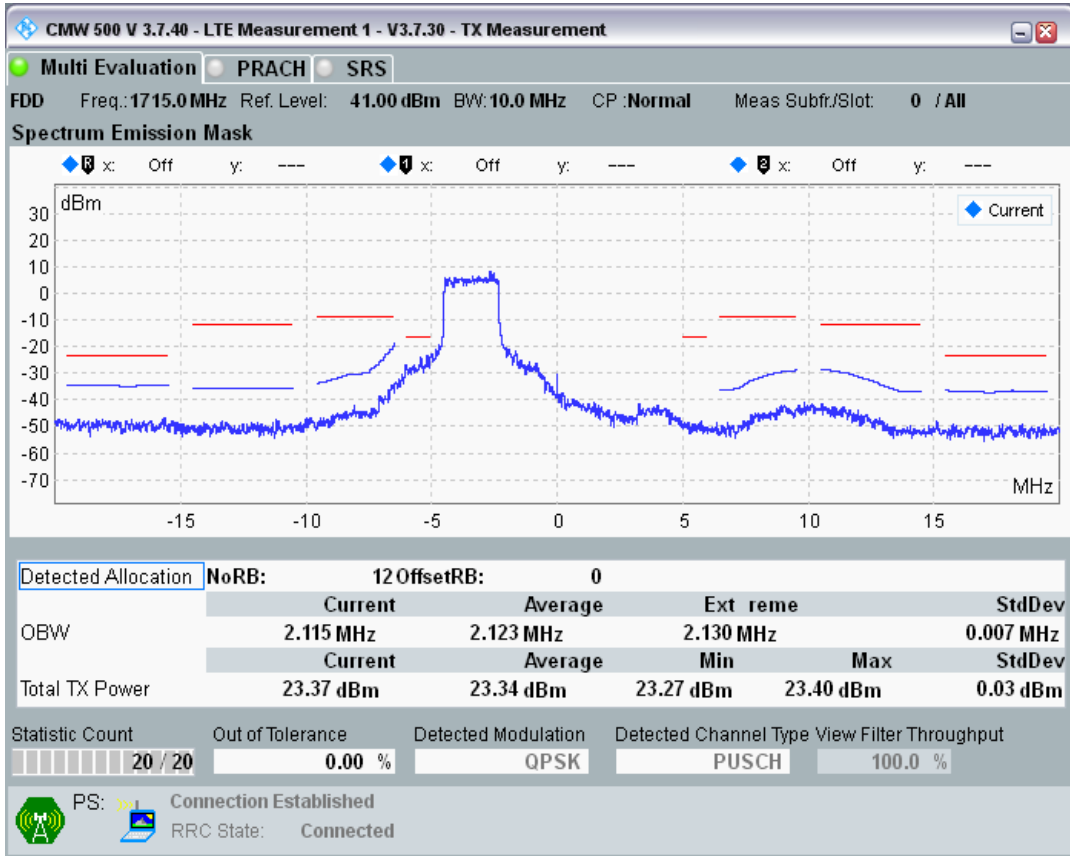 CMW 500 V 3.7.40 - LTE Measurement 1 - V3.7.30 - TX Measurement
Multi Evaluation PRACH SRS
FDD Freq.: 1715.0 MHz Ref. Level: 41.00 dBm BW: 10.0 MHz CP :Normal Meas Subfr./Slot: 0 / All
Spectrum Emission Mask
R x: Off y: --- 1 x: Off y: --- 2 x: Off y: ---
dBm
Current
30
20
10
0
-10
-20
-30
-40
-50
-60
-70
MHz
-15 -10 -5 0 5 10 15
Detected Allocation NoRB: 12 OffsetRB: 0
Current Average Ext reme StdDev
OBW 2.115 MHz 2.123 MHz 2.130 MHz 0.007 MHz
Current Average Min Max StdDev
Total TX Power 23.37 dBm 23.34 dBm 23.27 dBm 23.40 dBm 0.03 dBm
Statistic Count Out of Tolerance Detected Modulation Detected Channel Type View Filter Throughput
20 / 20 0.00 % QPSK PUSCH 100.0 %
PS: Connection Established
RRC State: Connected